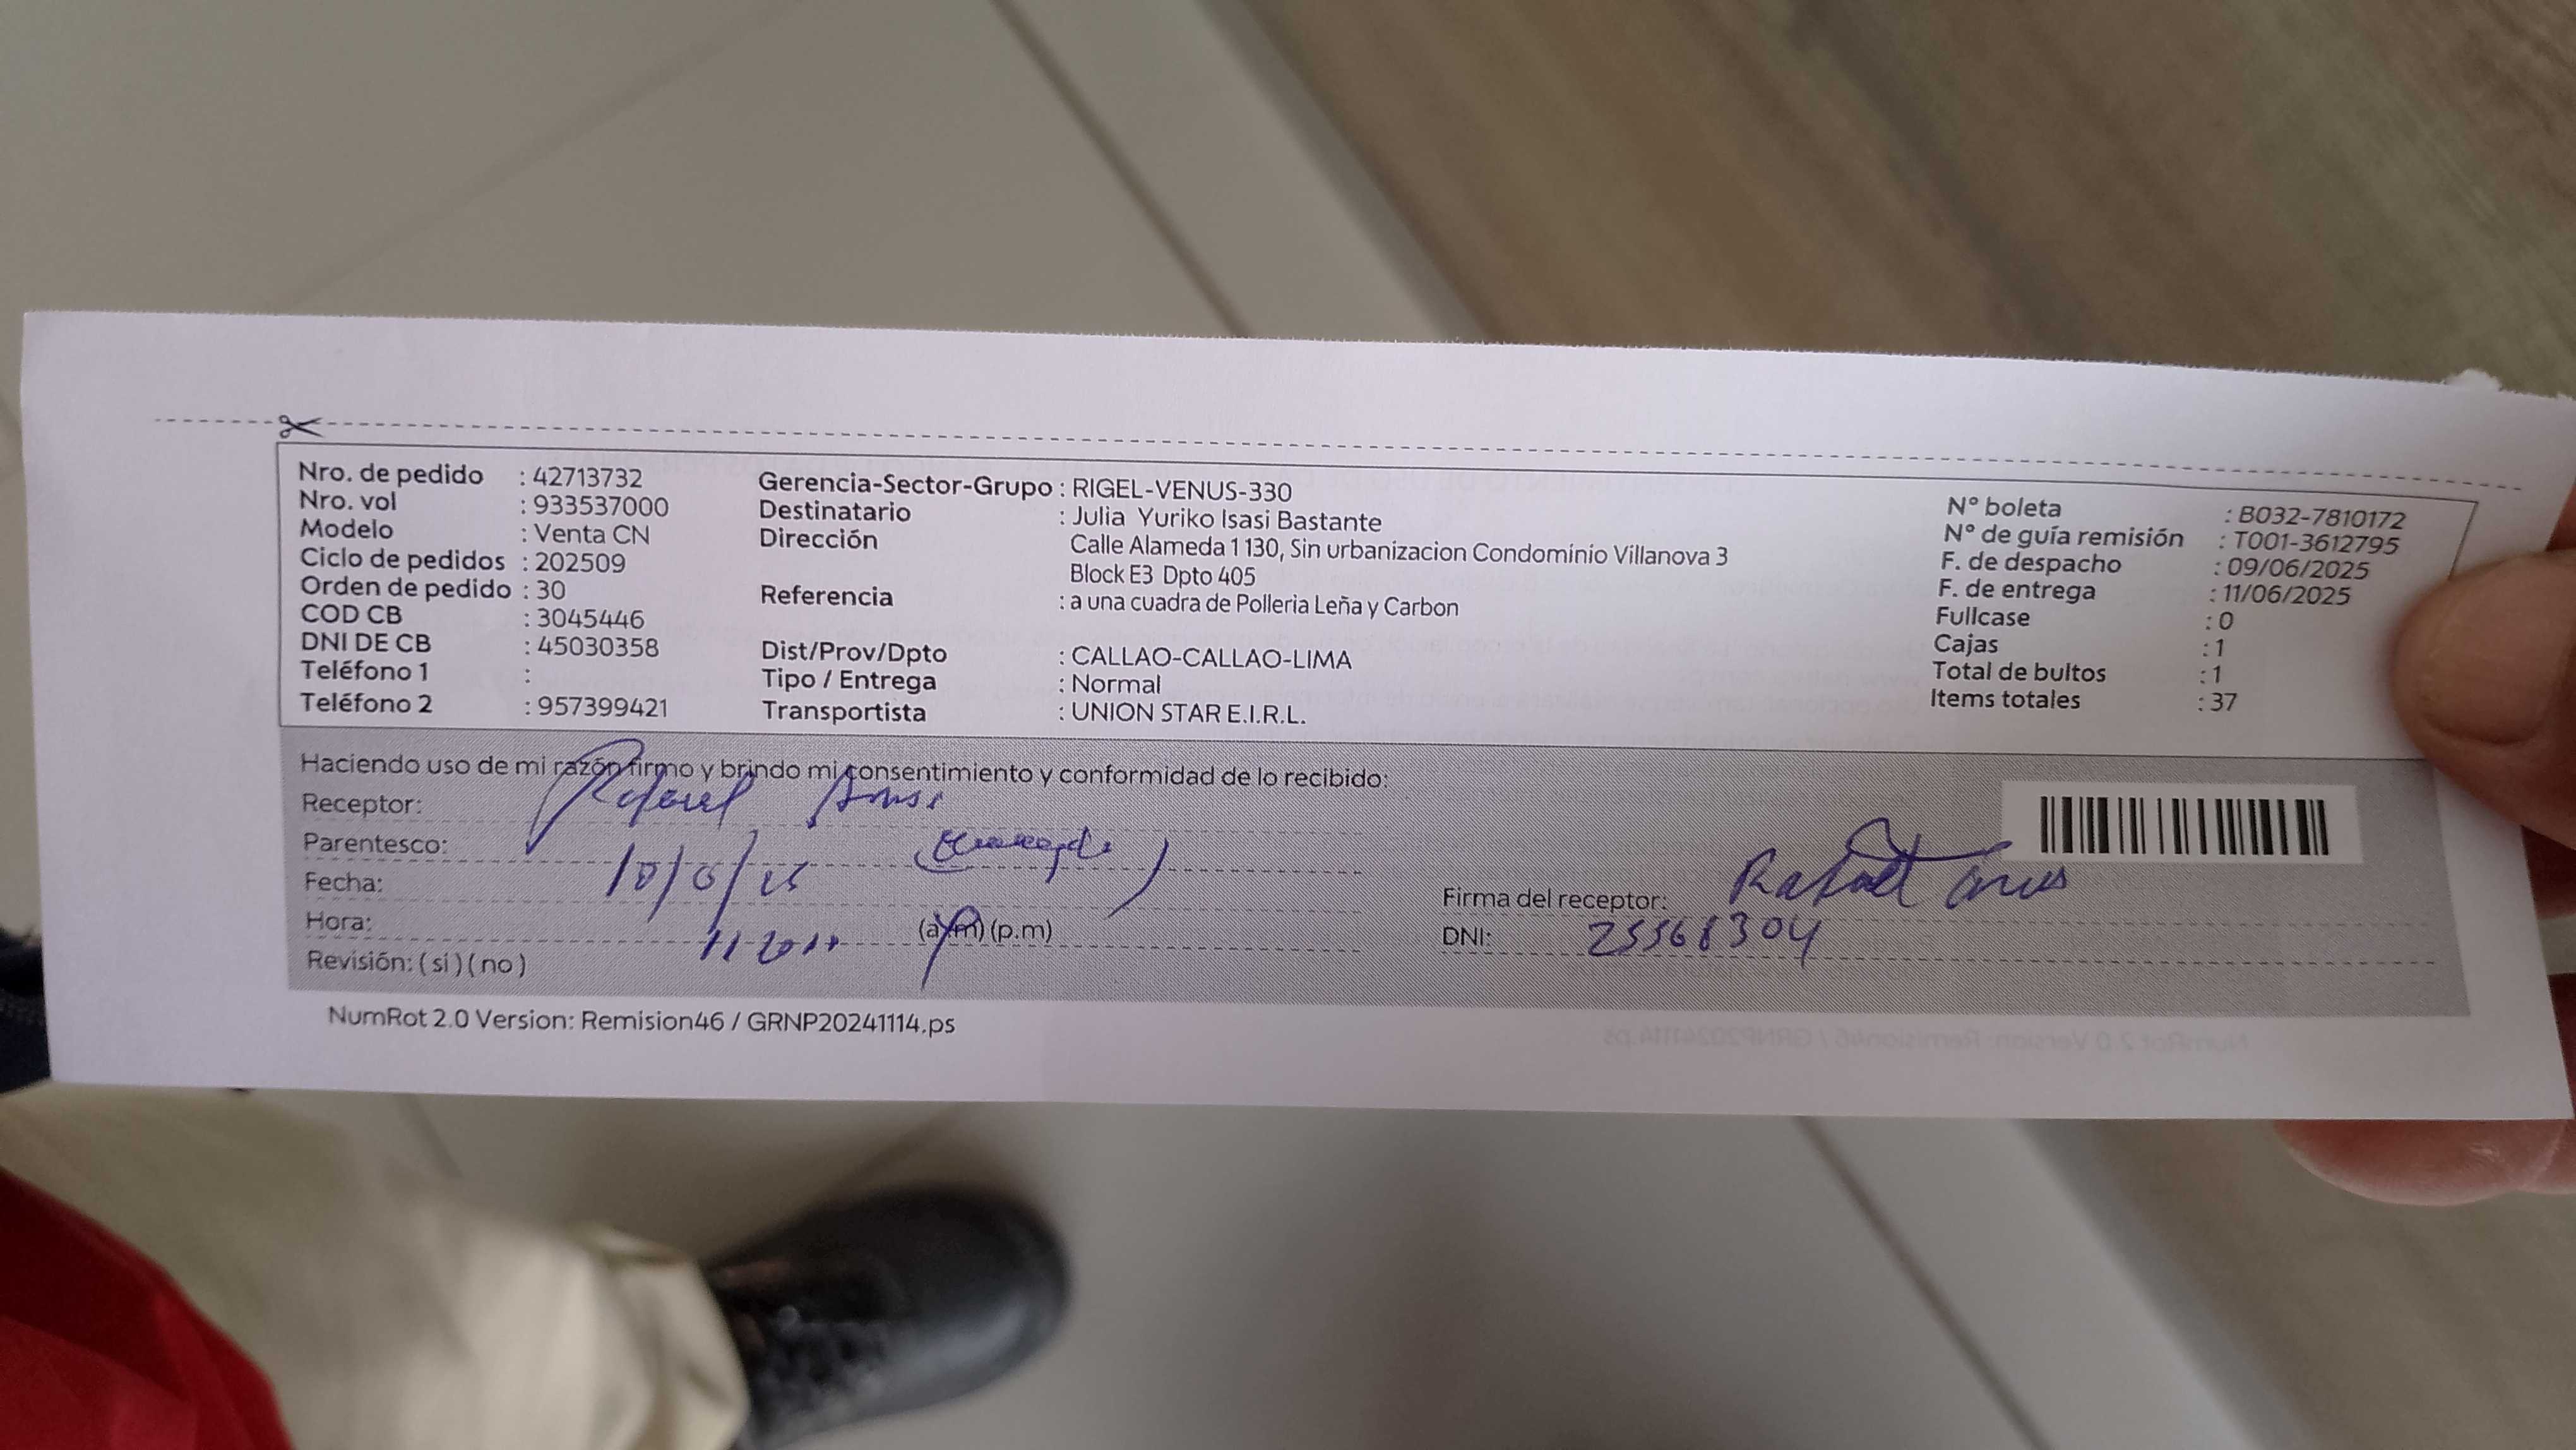 Nro. de pedido : 42713732
Nro. vol : 933537000
Modelo : Venta CN
Ciclo de pedidos : 202509
Orden de pedido : 30
COD CB : 3045446
DNI DE CB : 45030358
Teléfono 1 :
Teléfono 2 : 957399421
Gerencia-Sector-Grupo : RIGEL-VENUS-330
Destinatario : Julia Yuriko Isasi Bastante
Dirección Calle Alameda 1 130, Sin urbanizacion Condominio Villanova 3
Block E3 Dpto 405
Referencia : a una cuadra de Polleria Leña y Carbon
Dist/Prov/Dpto : CALLAO-CALLAO-LIMA
Tipo / Entrega : Normal
Transportista : UNION STAR E.I.R.L.
N° boleta : B032-7810172
N° de guía remisión : T001-3612795
F. de despacho : 09/06/2025
F. de entrega : 11/06/2025
Fullcase : 0
Cajas : 1
Total de bultos : 1
Items totales : 37
Haciendo uso de mi razón firmo y brindo mi consentimiento y conformidad de lo recibido:
Receptor: Rafael
Parentesco:
Fecha: 10/6/25
Hora: (a.m) (p.m)
Revisión: ( si ) ( no )
Firma del receptor: Rafael
DNI: 25568304
NumRot 2.0 Version: Remision46 / GRNP20241114.ps